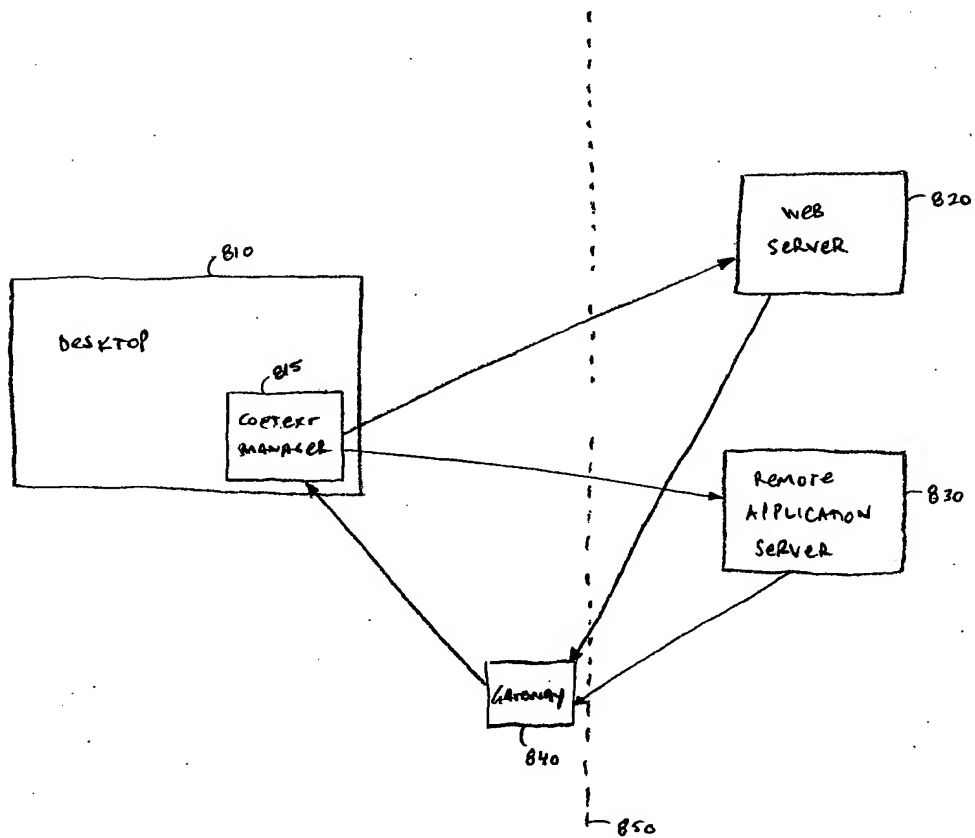 820
WEB
SERVER
810
DESKTOP
815
CONTEXT
MANAGER
REMOTE
APPLICATION
SERVER
830
GATEWAY
840
850